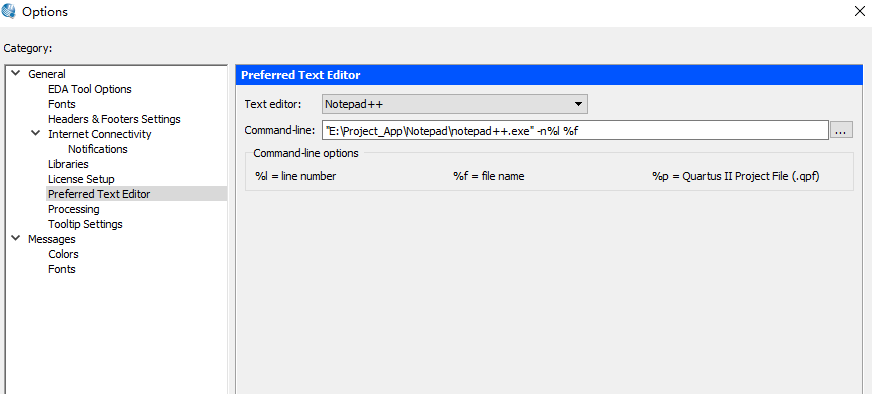 Options
Category:
General
EDA Tool Options
Fonts
Headers & Footers Settings
Internet Connectivity
Notifications
Libraries
License Setup
Preferred Text Editor
Processing
Tooltip Settings
Messages
Colors
Fonts
Preferred Text Editor
Text editor: Notepad++
Command-line: "E:\Project_App\Notepad\notepad++.exe" -n%l %f ...
Command-line options
%l = line number %f = file name %p = Quartus II Project File (.qpf)